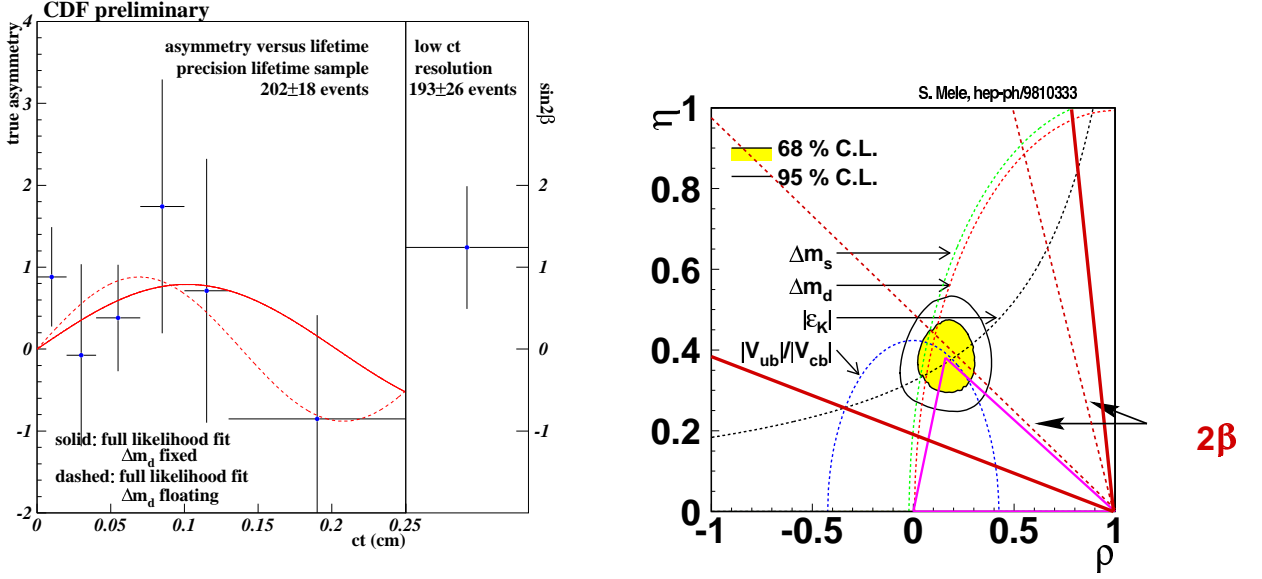 CDF preliminary
true asymmetry
4
3
2
1
0
-1
-2
asymmetry versus lifetime
precision lifetime sample
202±18 events
low ct
resolution
193±26 events
sin2β
2
1
0
-1
solid: full likelihood fit
Δm_d fixed
dashed: full likelihood fit
Δm_d floating
0 0.05 0.1 0.15 0.2 0.25
ct (cm)
S. Mele, hep-ph/9810333
η
1
0.8
0.6
0.4
0.2
0
68 % C.L.
95 % C.L.
Δm_s
Δm_d
|ε_K|
|V_ub|/|V_cb|
2β
-1 -0.5 0 0.5 1
ρ